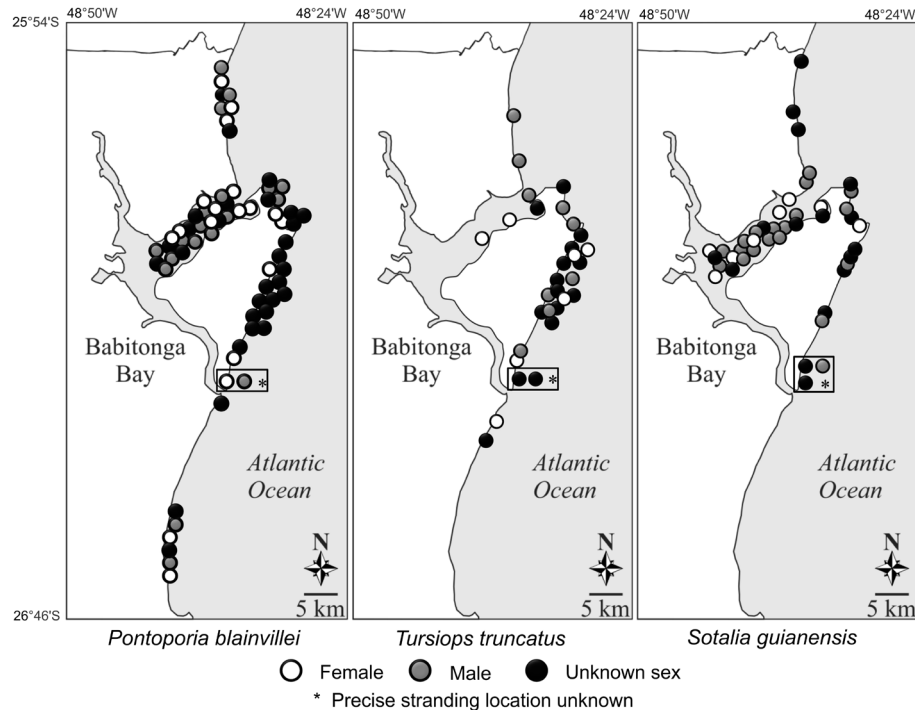 48°50'W 48°24'W 48°50'W 48°24'W 48°50'W 48°24'W
25°54'S
Babitonga
Bay
*
Atlantic
Ocean
N
5 km
Babitonga
Bay
*
Atlantic
Ocean
N
5 km
Babitonga
Bay
*
Atlantic
Ocean
N
5 km
26°46'S
Pontoporia blainvillei Tursiops truncatus Sotalia guianensis
Female Male Unknown sex
* Precise stranding location unknown